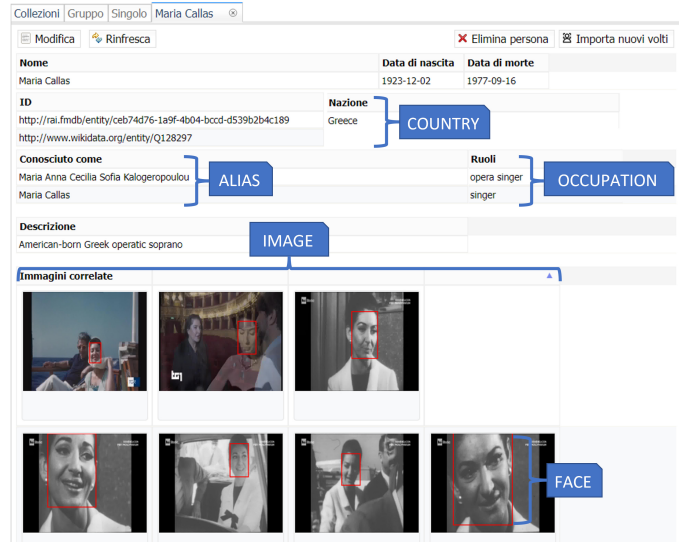 Collezioni Gruppo Singolo Maria Callas
Modifica Rinfresca Elimina persona Importa nuovi volti
Nome Data di nascita Data di morte
Maria Callas 1923-12-02 1977-09-16
ID Nazione
http://rai.fmdb/entity/ceb74d76-1a9f-4b04-bccd-d539b2b4c189 Greece
COUNTRY
http://www.wikidata.org/entity/Q128297
Conosciuto come Ruoli
Maria Anna Cecilia Sofia Kalogeropoulou opera singer
ALIAS OCCUPATION
Maria Callas singer
Descrizione
American-born Greek operatic soprano
IMAGE
Immagini correlate
tg1
FACE